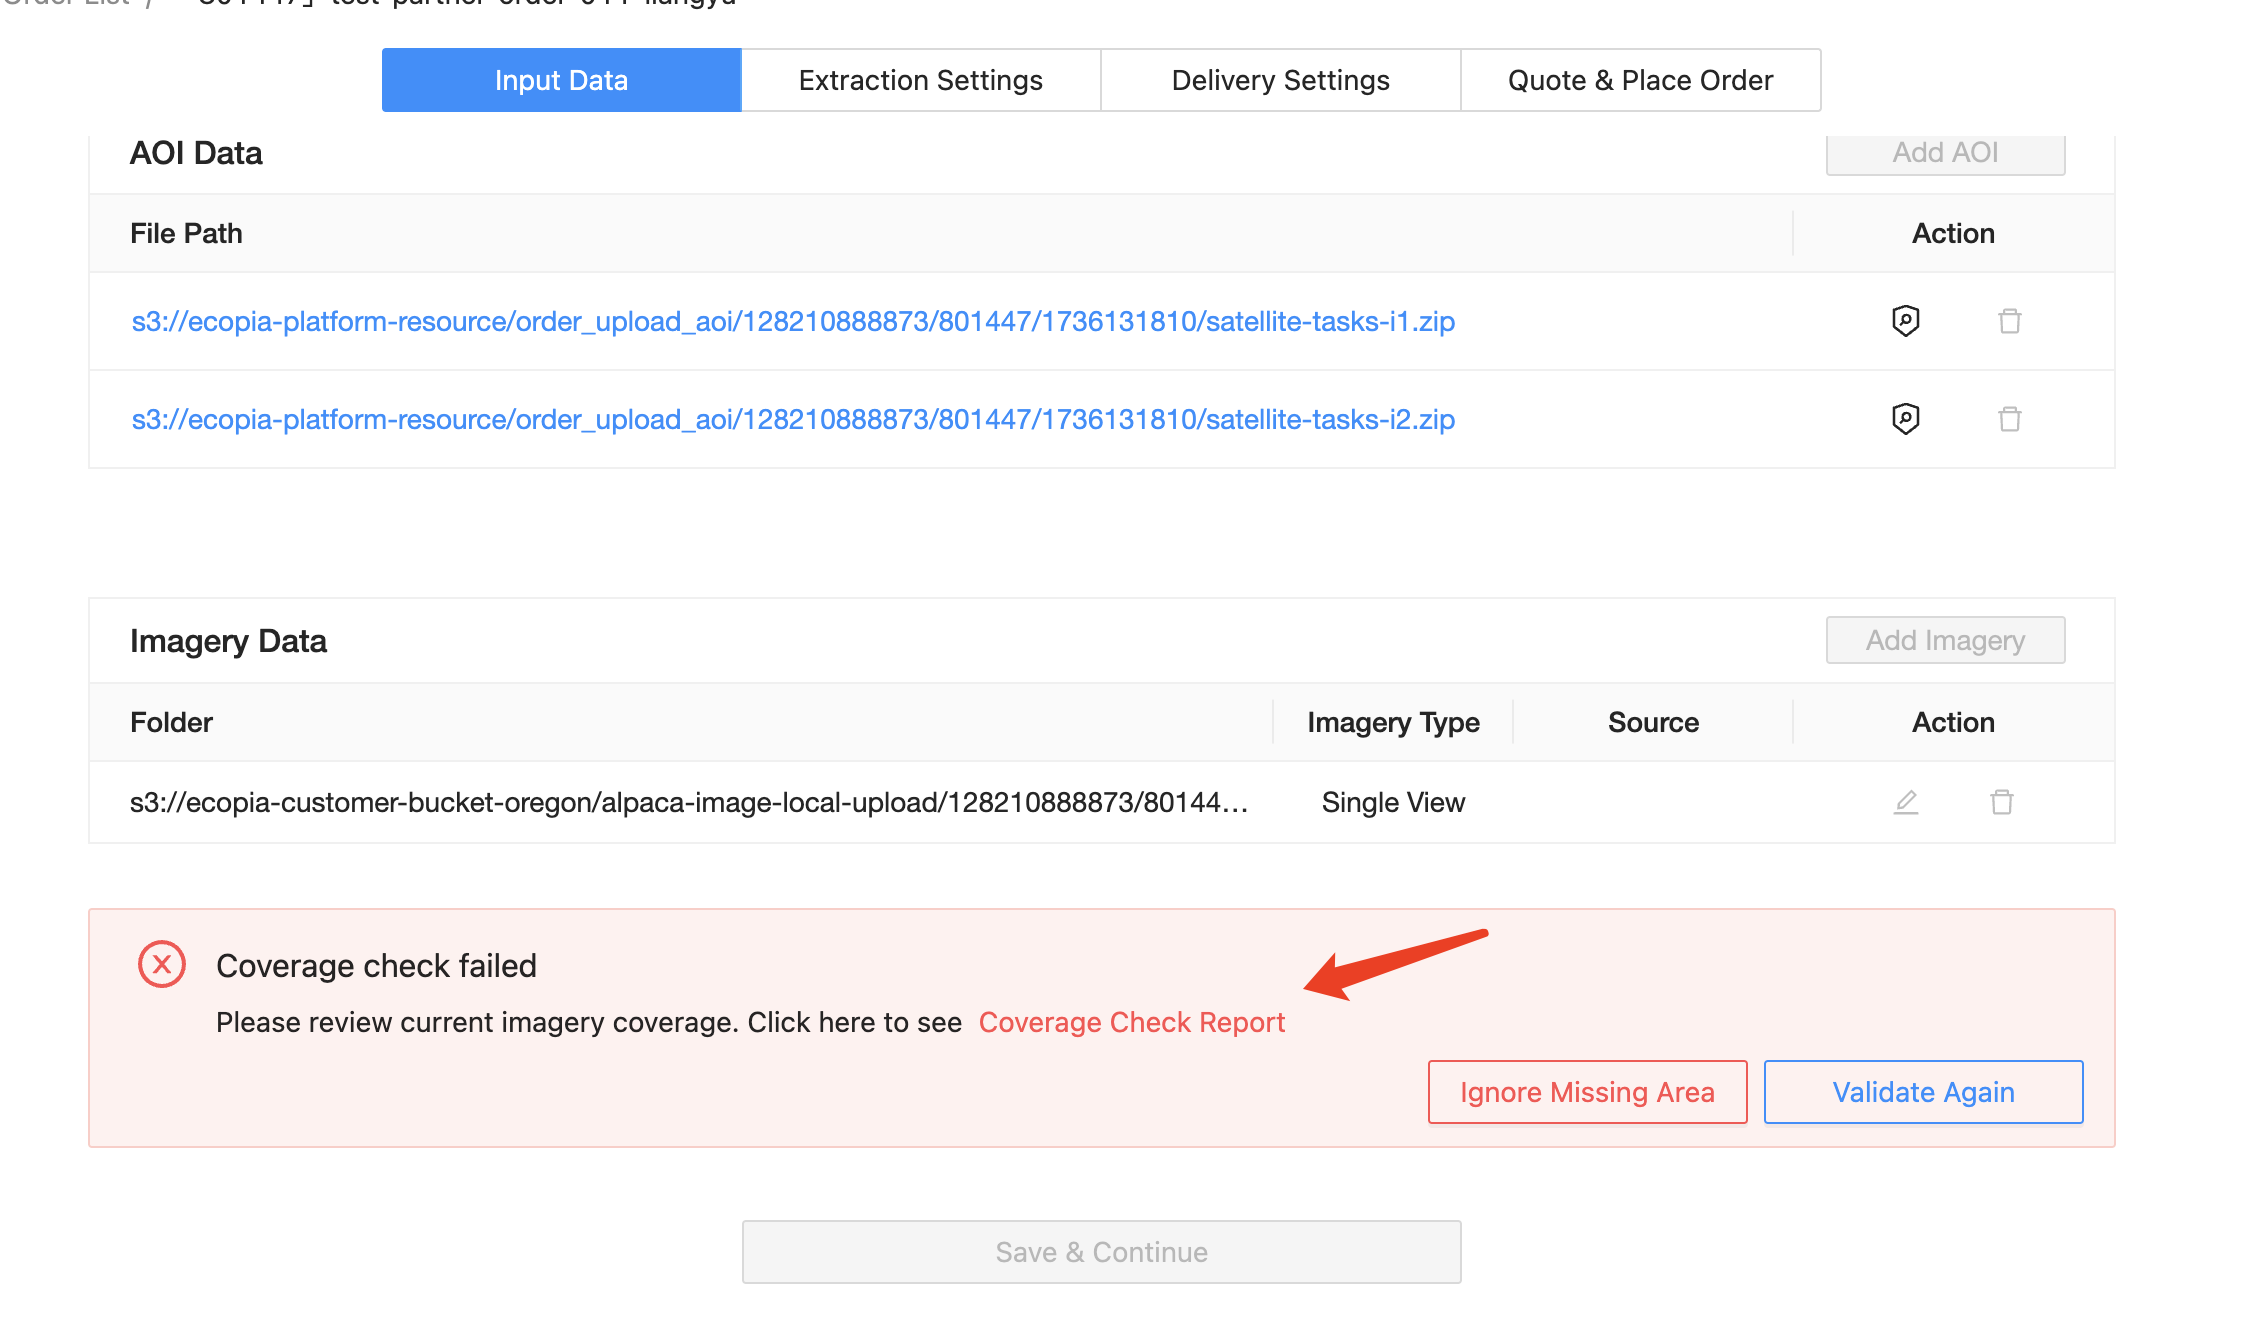 Input Data
Extraction Settings
Delivery Settings
Quote & Place Order
AOI Data
Add AOI
File Path
Action
s3://ecopia-platform-resource/order_upload_aoi/128210888873/801447/1736131810/satellite-tasks-i1.zip
s3://ecopia-platform-resource/order_upload_aoi/128210888873/801447/1736131810/satellite-tasks-i2.zip
Imagery Data
Add Imagery
Folder
Imagery Type
Source
Action
s3://ecopia-customer-bucket-oregon/alpaca-image-local-upload/128210888873/80144...
Single View
Coverage check failed
Please review current imagery coverage. Click here to see Coverage Check Report
Ignore Missing Area
Validate Again
Save & Continue